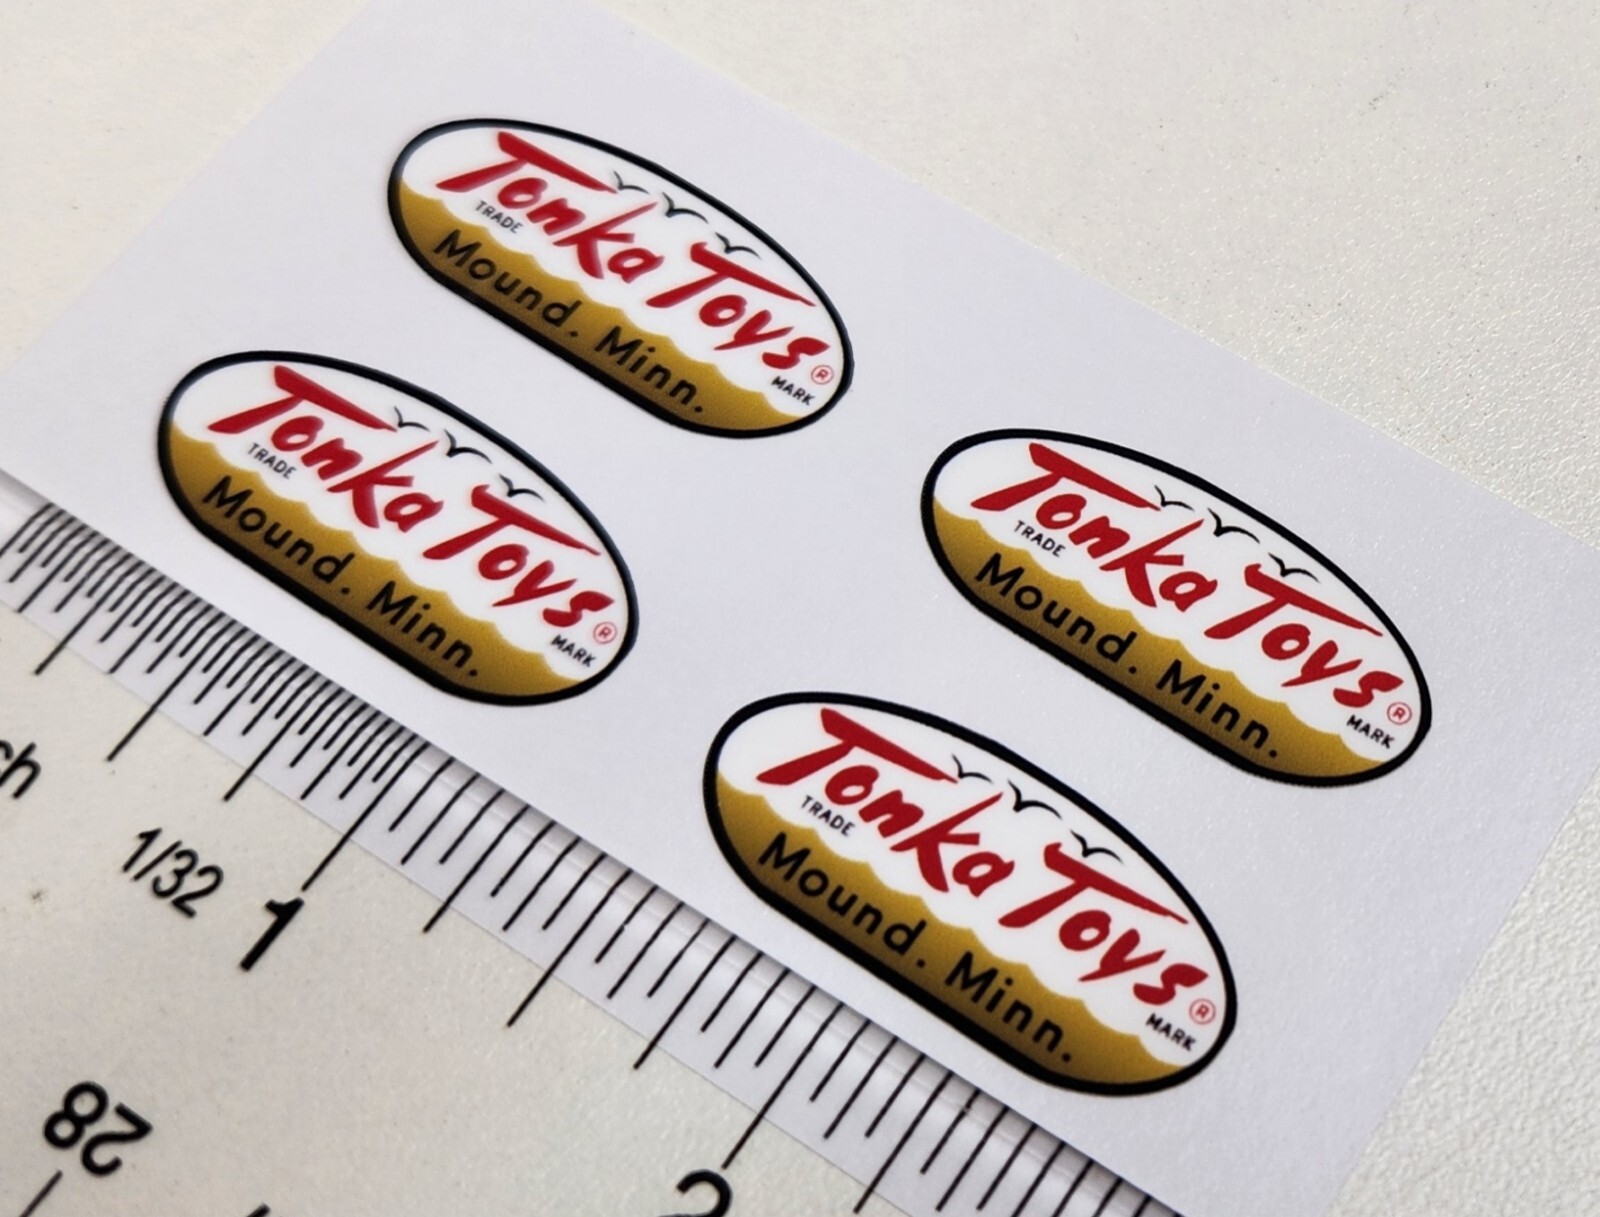 Tonka Toys®
TRADE MARK
Mound. Minn.
Tonka Toys®
TRADE MARK
Mound. Minn.
Tonka Toys®
TRADE MARK
Mound. Minn.
Tonka Toys®
TRADE MARK
Mound. Minn.
ch
1/32
1
2
28